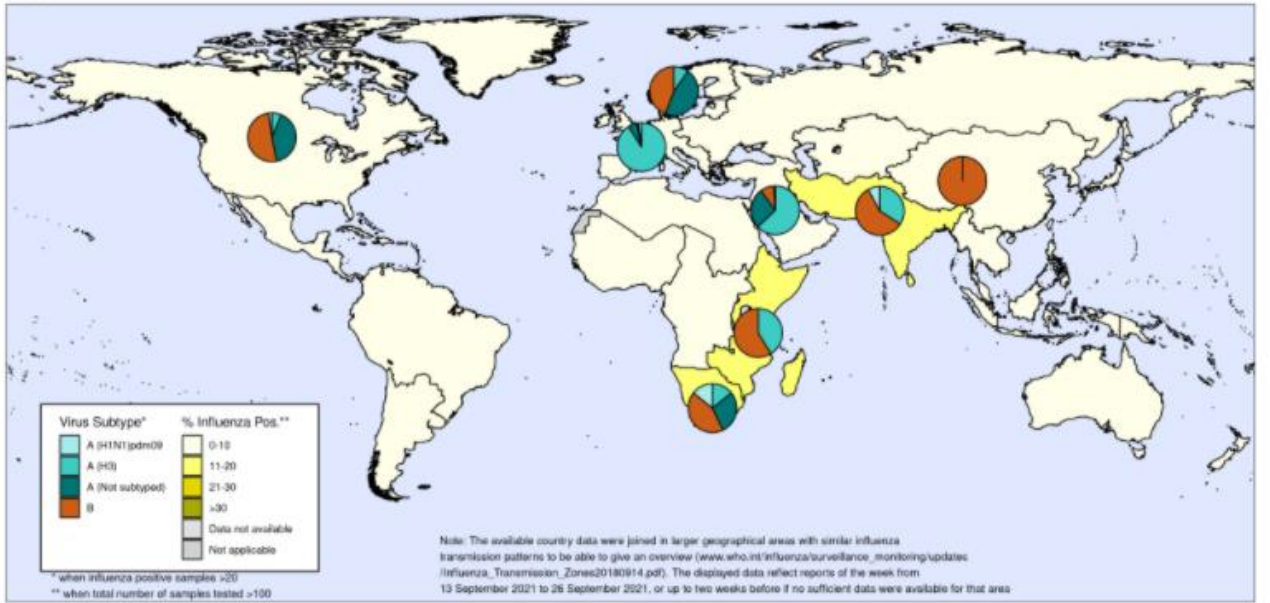 Virus Subtype*
A (H1N1)pdm09
A (H3)
A (Not subtyped)
B
% Influenza Pos.**
0-10
11-20
21-30
>30
Data not available
Not applicable
* when influenza positive samples >20
** when total number of samples tested >100
Note: The available country data were joined in larger geographical areas with similar influenza
transmission patterns to be able to give an overview (www.who.int/influenza/surveillance_monitoring/updates
/Influenza_Transmission_Zones20180914.pdf). The displayed data reflect reports of the week from
13 September 2021 to 26 September 2021, or up to two weeks before if no sufficient data were available for that area